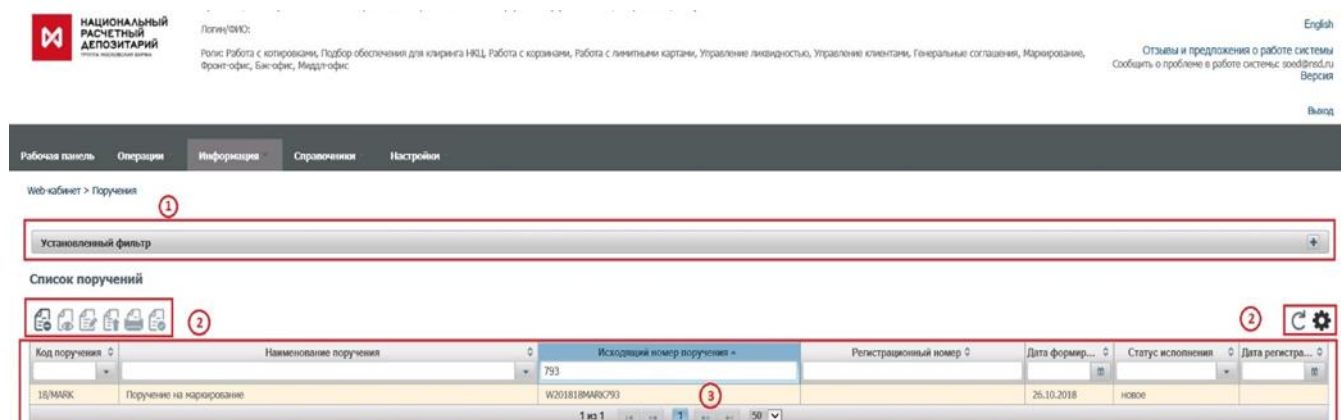 НАЦИОНАЛЬНЫЙ
РАСЧЕТНЫЙ
ДЕПОЗИТАРИЙ
ГРУППА МОСКОВСКАЯ БИРЖА
Логин/ФИО:
Роли: Работа с котировками, Подбор обеспечения для клиринга НКЦ, Работа с корзинами, Работа с лимитными картами, Управление ликвидностью, Управление клиентами, Генеральные соглашения, Маркирование,
Фронт-офис, Бэк-офис, Миддл-офис
English
Отзывы и предложения о работе системы
Сообщить о проблеме в работе системы: soed@nsd.ru
Версия
Выход
Рабочая панель Операции Информация Справочники Настройки
Web-кабинет > Поручения
1
Установленный фильтр
Список поручений
2
2
Код поручения Наименование поручения Исходящий номер поручения Регистрационный номер Дата формир... Статус исполнения Дата регистра...
793
18/MARK Поручение на маркирование W201818MARK793 26.10.2018 новое
3
1 из 1 1 50